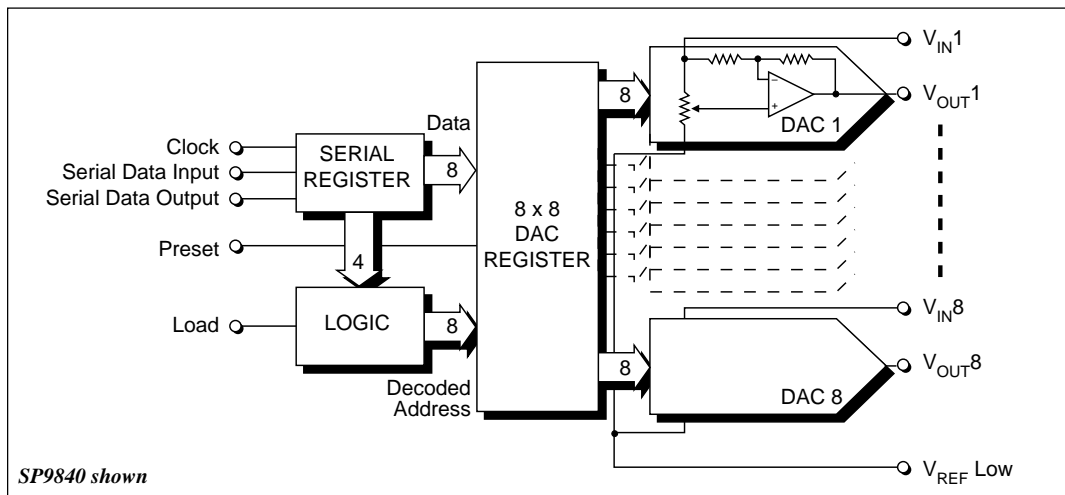 Clock
Serial Data Input
Serial Data Output
Preset
Load
SERIAL
REGISTER
Data
8
4
LOGIC
8
Decoded
Address
8 x 8
DAC
REGISTER
8
8
−
+
DAC 1
DAC 8
VIN1
VOUT1
VIN8
VOUT8
VREF Low
SP9840 shown